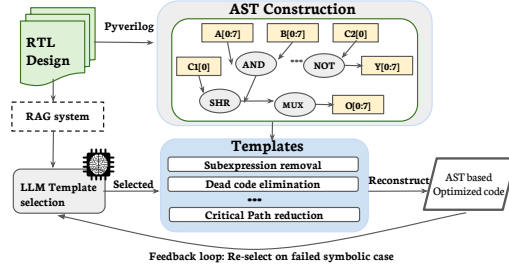 AST Construction
RTL
Design
Pyverilog
A[0:7]
B[0:7]
C2[0]
C1[0]
AND
•••
NOT
Y[0:7]
SHR
MUX
O[0:7]
RAG system
Templates
LLM Template
selection
Selected
Subexpression removal
Dead code elimination
•••
Critical Path reduction
Reconstruct
AST based
Optimized code
Feedback loop: Re-select on failed symbolic case